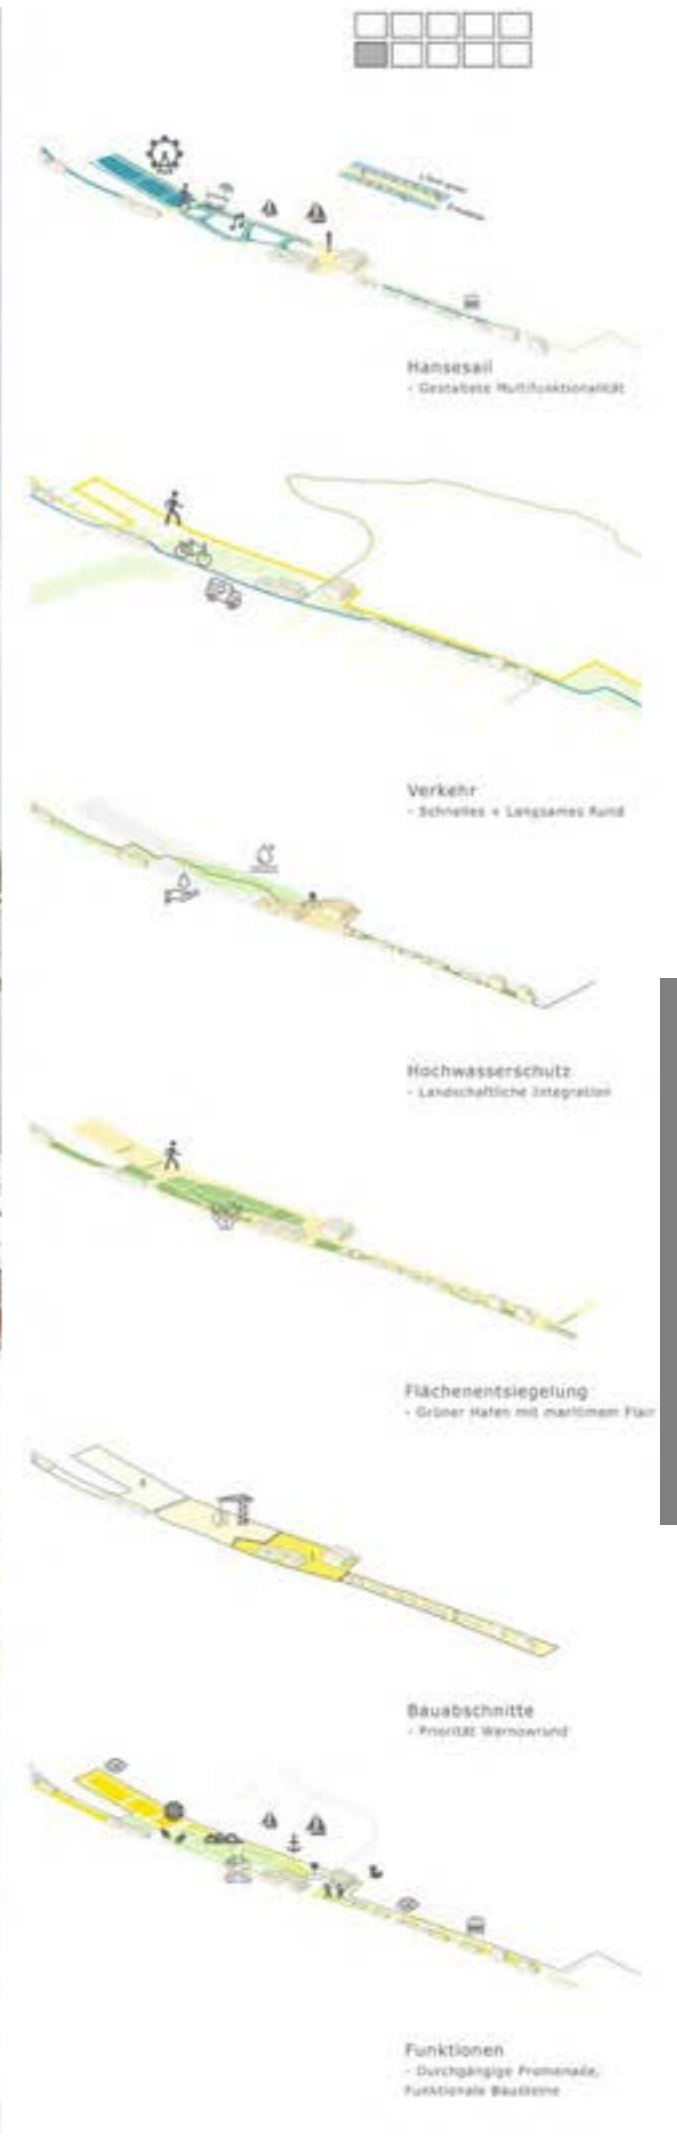 Hansesail
- Gestaltete Multifunktionalität
Verkehr
- Schnelles + Langsames Rund
Hochwasserschutz
- Landschaftliche Integration
Flächenentsiegelung
- Grüner Hafen mit maritimem Flair
Bauabschnitte
- Priorität Warnowrund
Funktionen
- Durchgängige Promenade,
Funktionale Bausteine